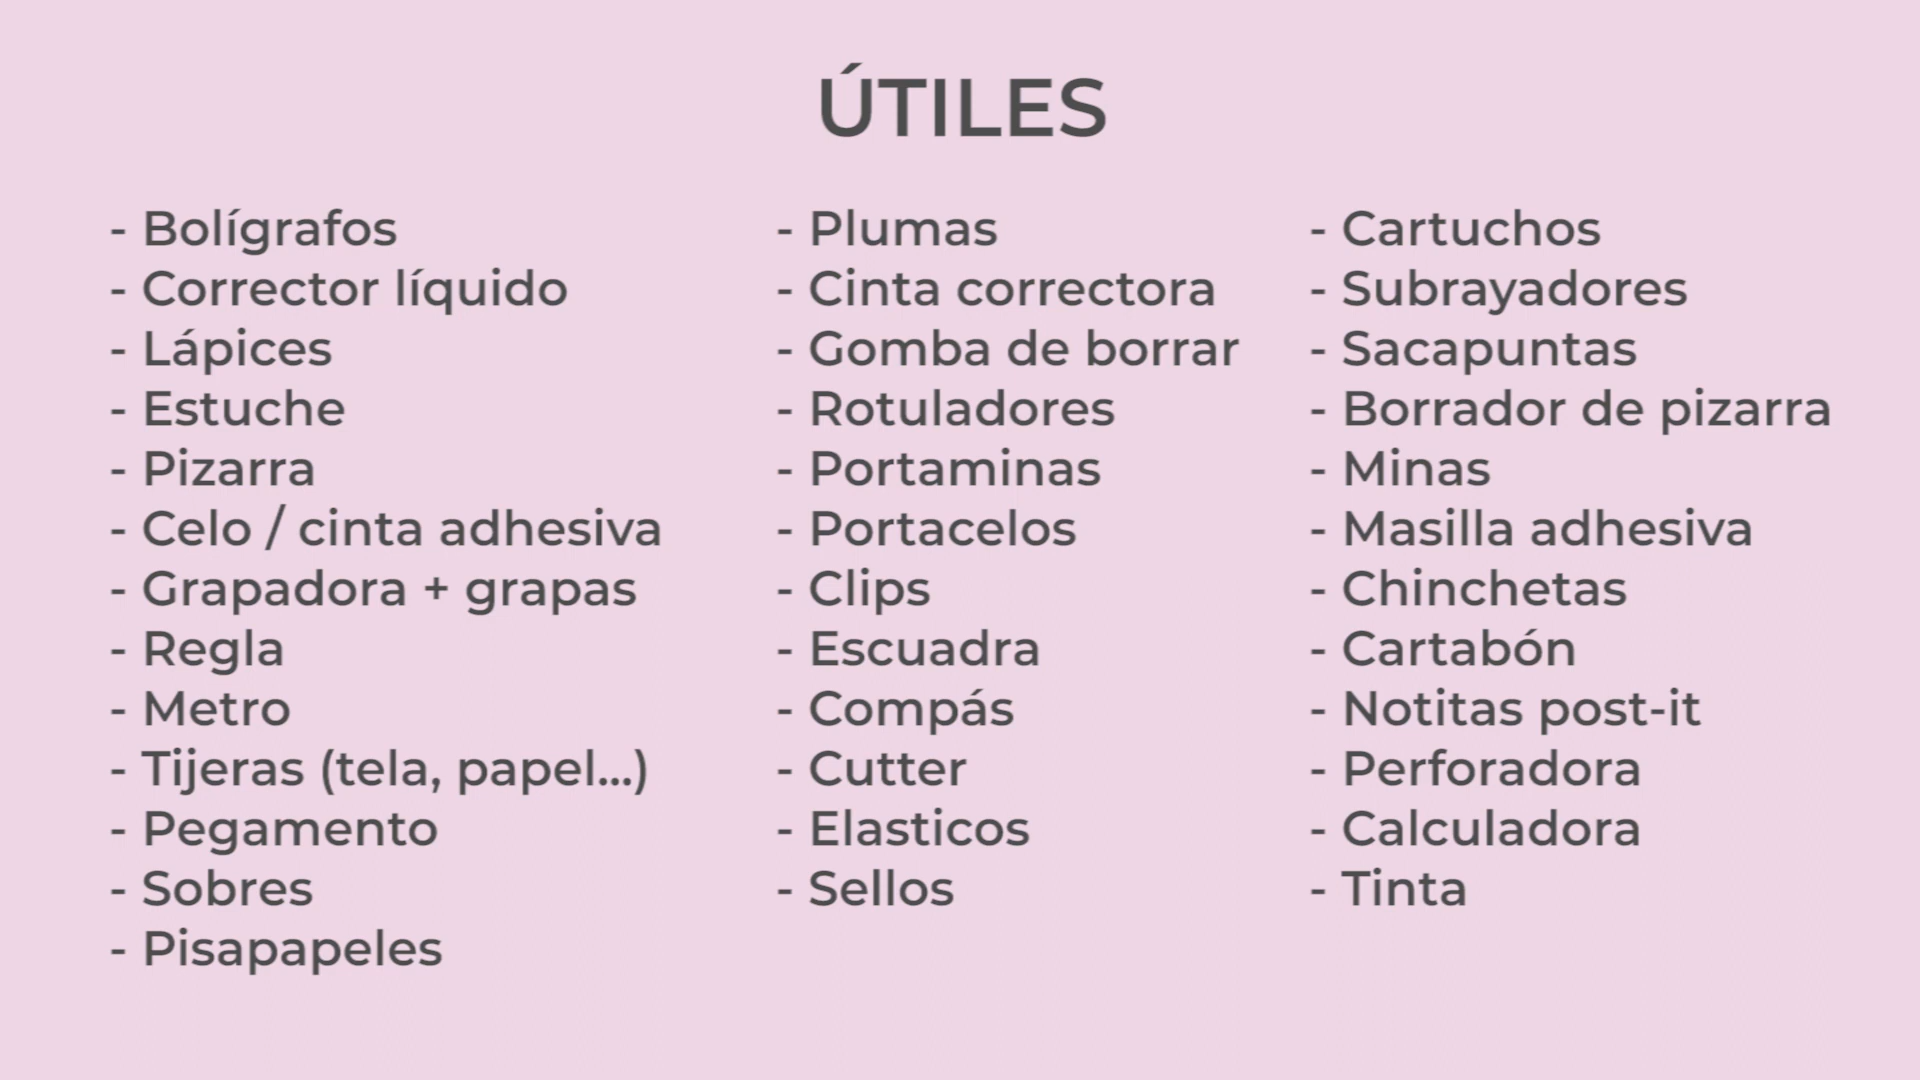 ÚTILES
- Bolígrafos
- Corrector líquido
- Lápices
- Estuche
- Pizarra
- Celo / cinta adhesiva
- Grapadora + grapas
- Regla
- Metro
- Tijeras (tela, papel...)
- Pegamento
- Sobres
- Pisapapeles
- Plumas
- Cinta correctora
- Gomba de borrar
- Rotuladores
- Portaminas
- Portacelos
- Clips
- Escuadra
- Compás
- Cutter
- Elasticos
- Sellos
- Cartuchos
- Subrayadores
- Sacapuntas
- Borrador de pizarra
- Minas
- Masilla adhesiva
- Chinchetas
- Cartabón
- Notitas post-it
- Perforadora
- Calculadora
- Tinta